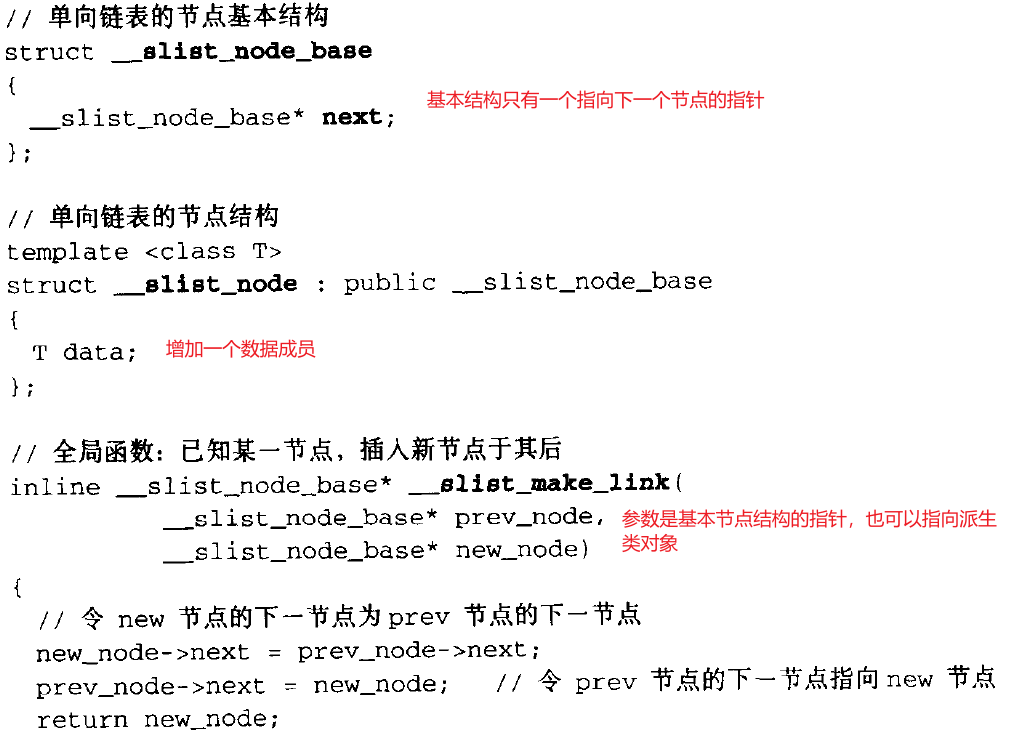 // 单向链表的节点基本结构
struct __slist_node_base
{
基本结构只有一个指向下一个节点的指针
__slist_node_base* next;
};
// 单向链表的节点结构
template <class T>
struct __slist_node : public __slist_node_base
{
T data; 增加一个数据成员
};
// 全局函数：已知某一节点，插入新节点于其后
inline __slist_node_base* __slist_make_link(
__slist_node_base* prev_node, 参数是基本节点结构的指针，也可以指向派生
__slist_node_base* new_node) 类对象
{
// 令 new 节点的下一节点为prev 节点的下一节点
new_node->next = prev_node->next;
prev_node->next = new_node; // 令 prev 节点的下一节点指向new 节点
return new_node;